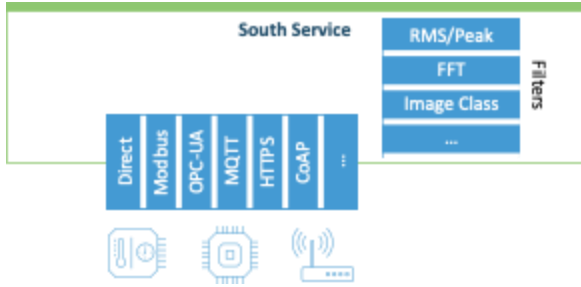 South Service
RMS/Peak
FFT
Image Class
...
Filters
Direct
Modbus
OPC-UA
MQTT
HTTPS
CoAP
...